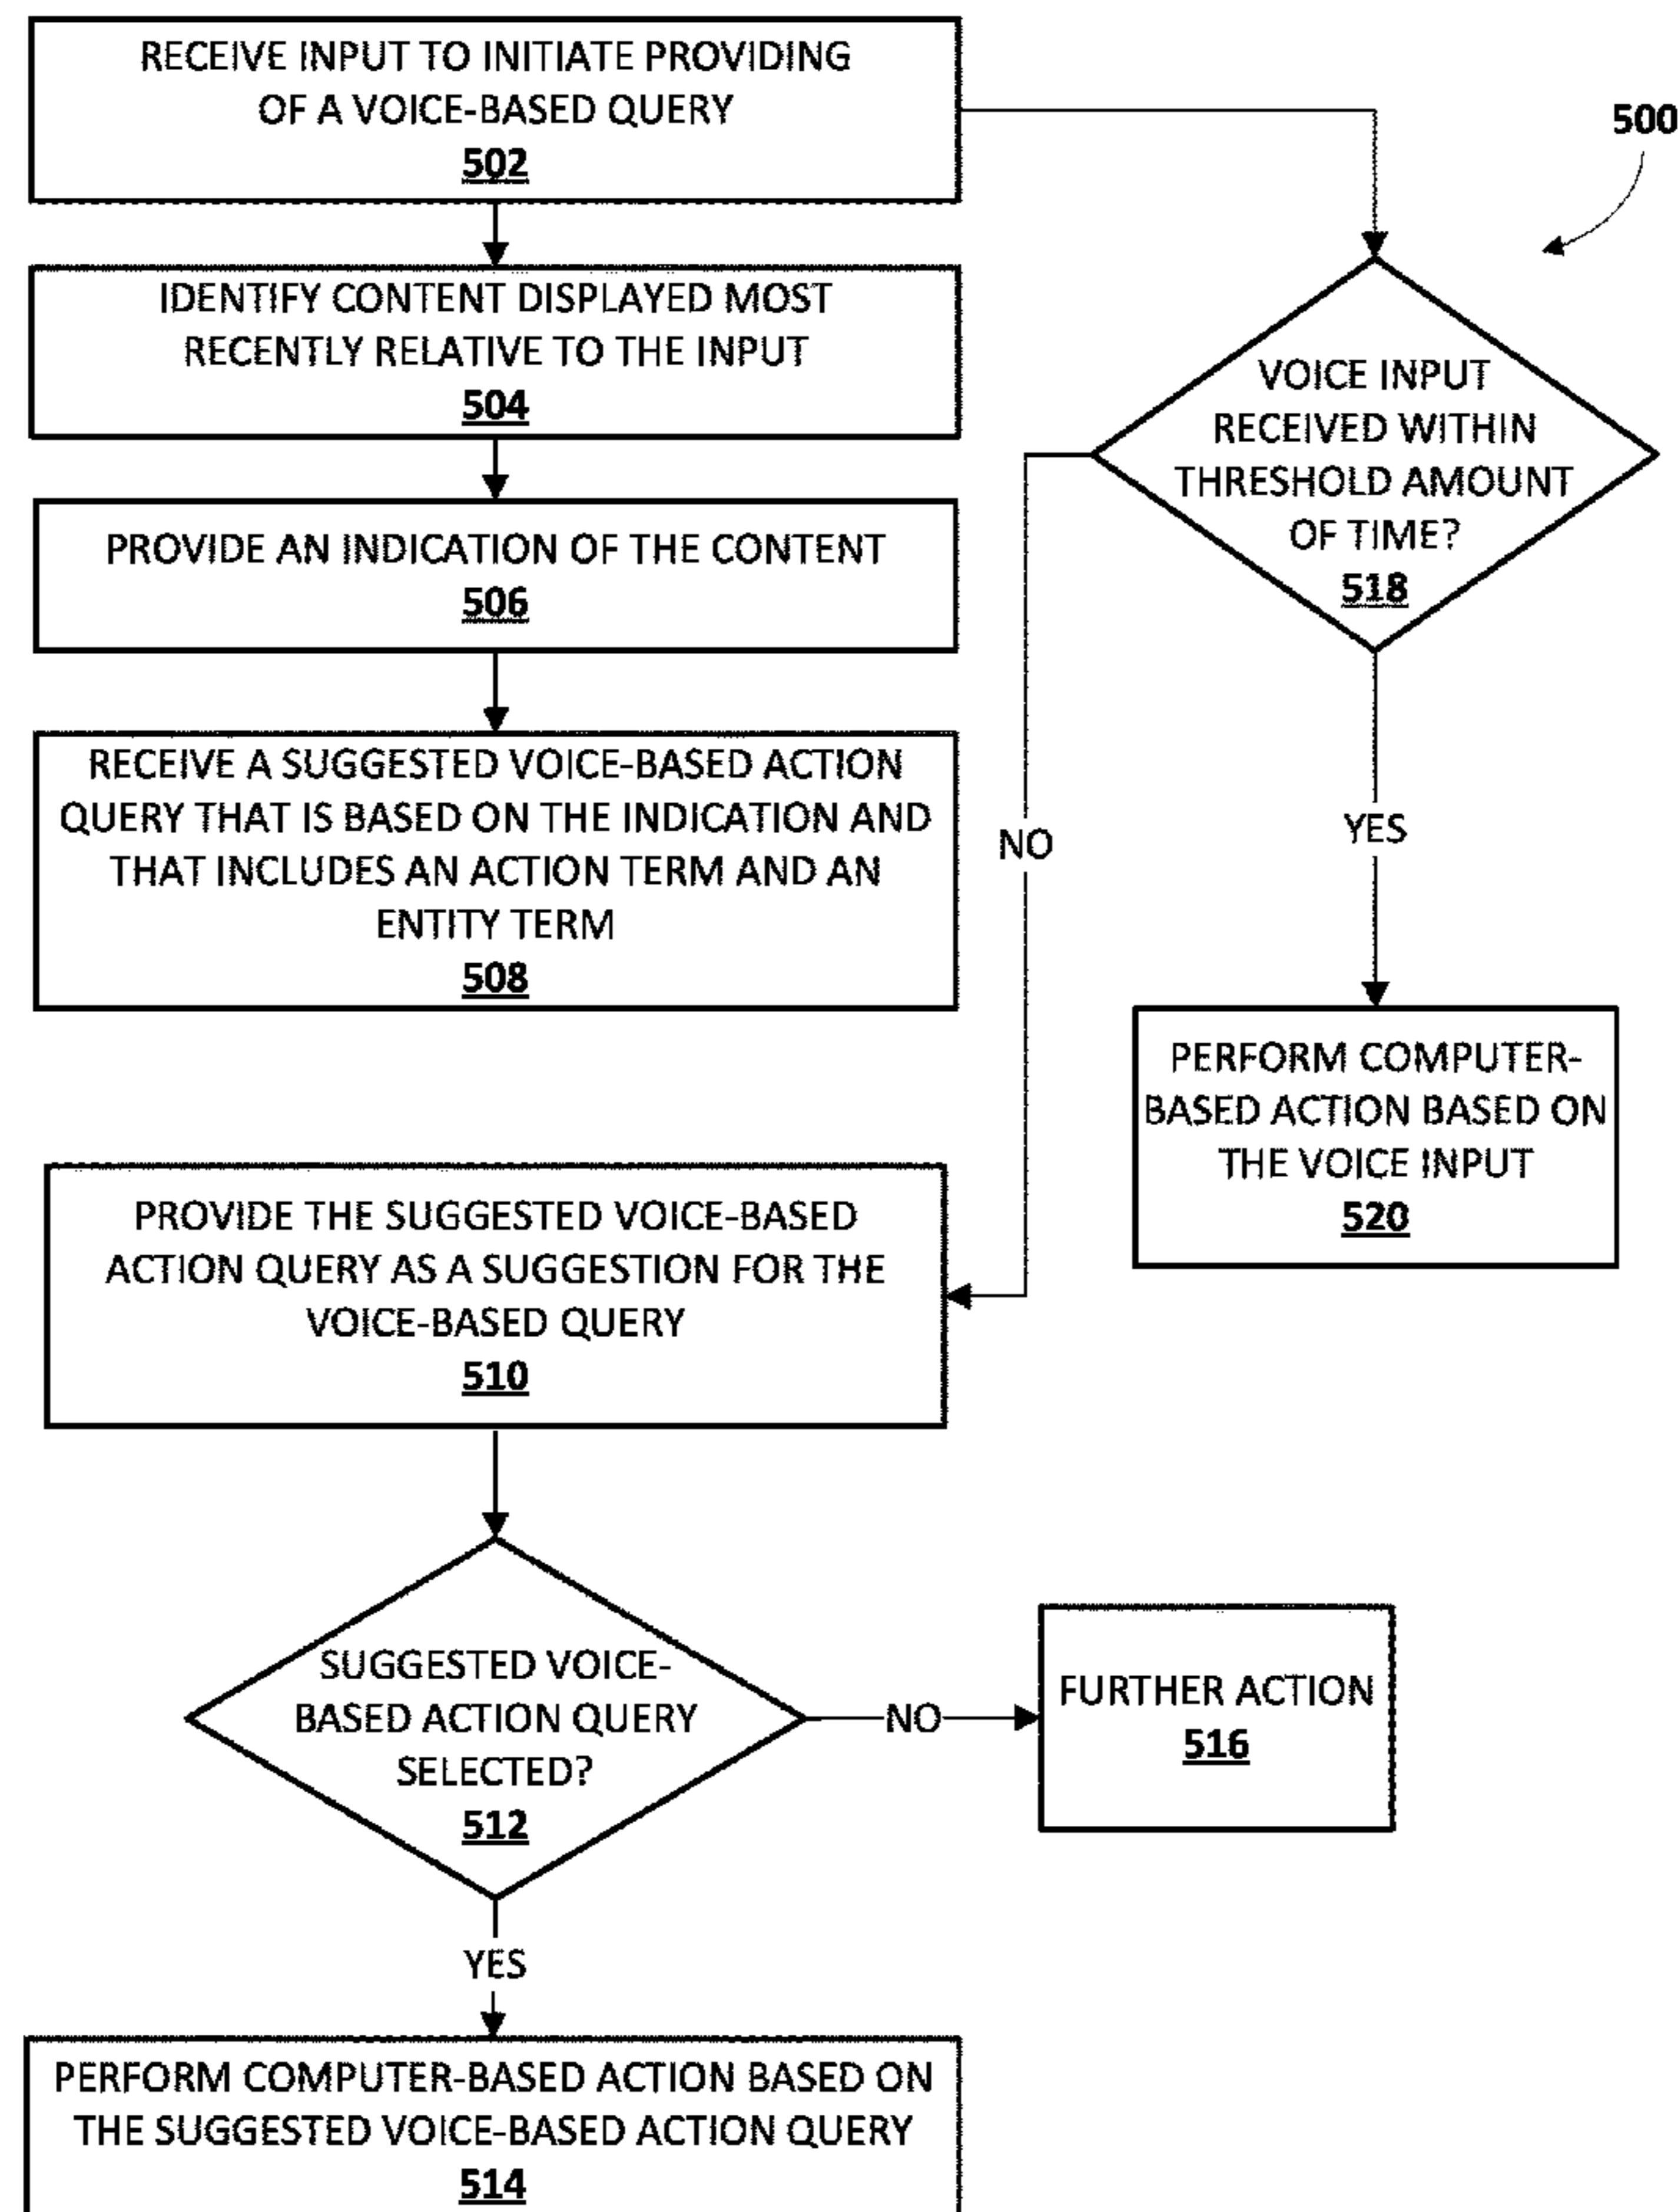 RECEIVE INPUT TO INITIATE PROVIDING
OF A VOICE-BASED QUERY
502
500
IDENTIFY CONTENT DISPLAYED MOST
RECENTLY RELATIVE TO THE INPUT
504
VOICE INPUT
RECEIVED WITHIN
THRESHOLD AMOUNT
OF TIME?
518
PROVIDE AN INDICATION OF THE CONTENT
506
RECEIVE A SUGGESTED VOICE-BASED ACTION
QUERY THAT IS BASED ON THE INDICATION AND
THAT INCLUDES AN ACTION TERM AND AN
ENTITY TERM
508
NO
YES
PERFORM COMPUTER-
BASED ACTION BASED ON
THE VOICE INPUT
520
PROVIDE THE SUGGESTED VOICE-BASED
ACTION QUERY AS A SUGGESTION FOR THE
VOICE-BASED QUERY
510
SUGGESTED VOICE-
BASED ACTION QUERY
SELECTED?
512
NO
FURTHER ACTION
516
YES
PERFORM COMPUTER-BASED ACTION BASED ON
THE SUGGESTED VOICE-BASED ACTION QUERY
514